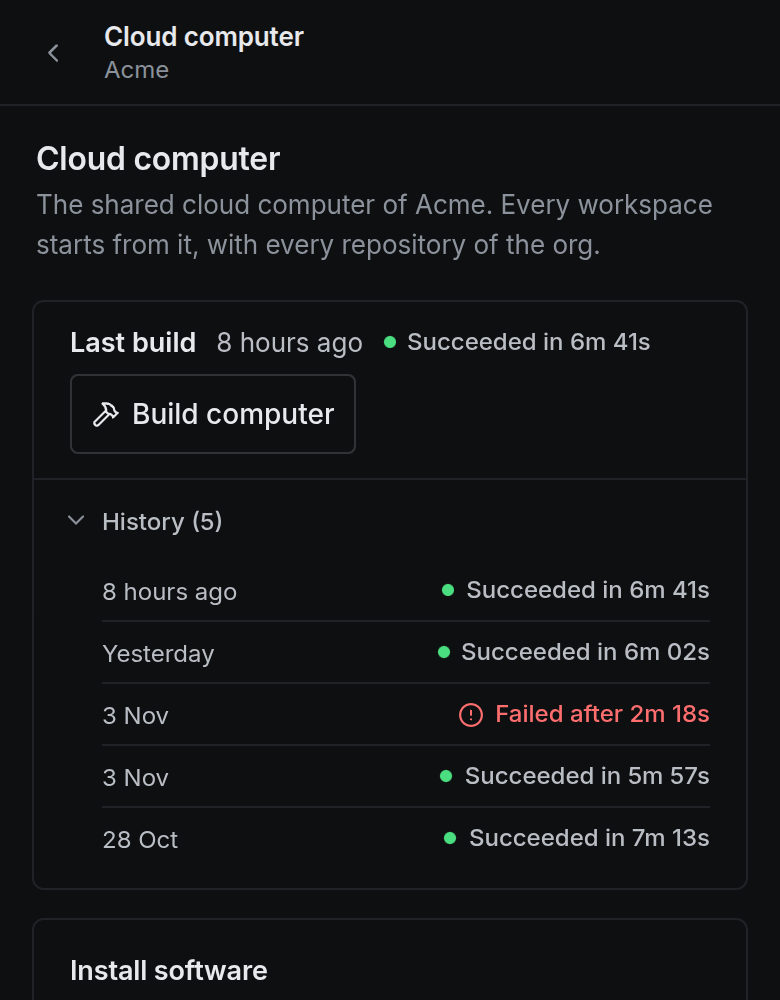 Cloud computer
Acme
Cloud computer
The shared cloud computer of Acme. Every workspace
starts from it, with every repository of the org.
Last build 8 hours ago Succeeded in 6m 41s
Build computer
History (5)
8 hours ago Succeeded in 6m 41s
Yesterday Succeeded in 6m 02s
3 Nov Failed after 2m 18s
3 Nov Succeeded in 5m 57s
28 Oct Succeeded in 7m 13s
Install software